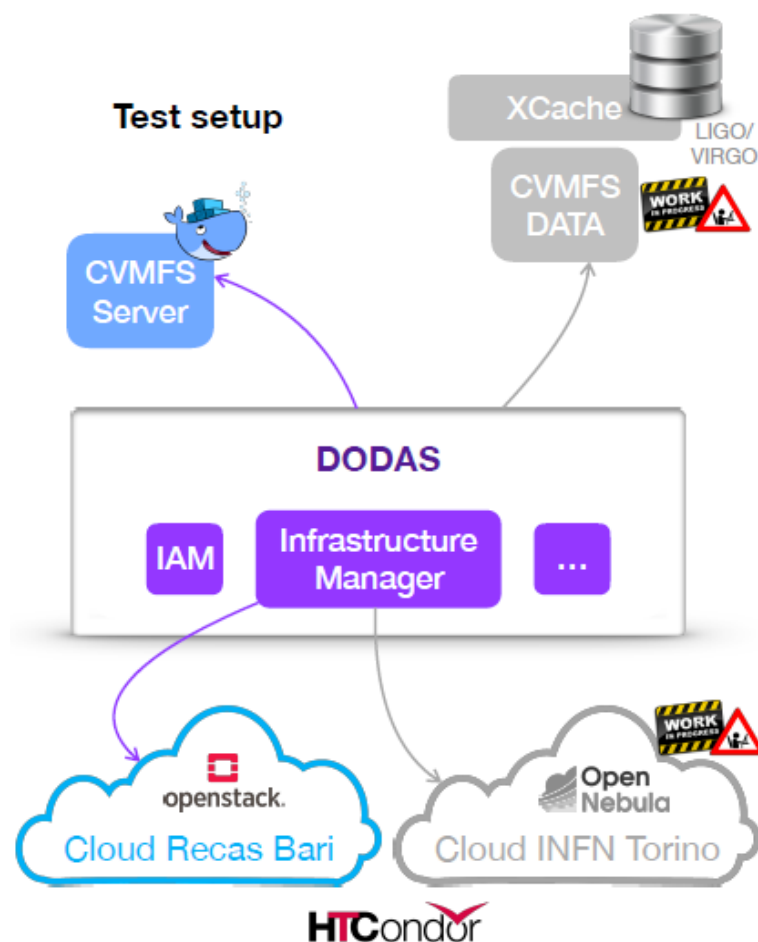 Test setup
XCache
LIGO/
VIRGO
CVMFS
DATA
WORK
IN PROGRESS
CVMFS
Server
DODAS
IAM
Infrastructure
Manager
...
WORK
IN PROGRESS
openstack.
Cloud Recas Bari
Open
Nebula
Cloud INFN Torino
HTCondor